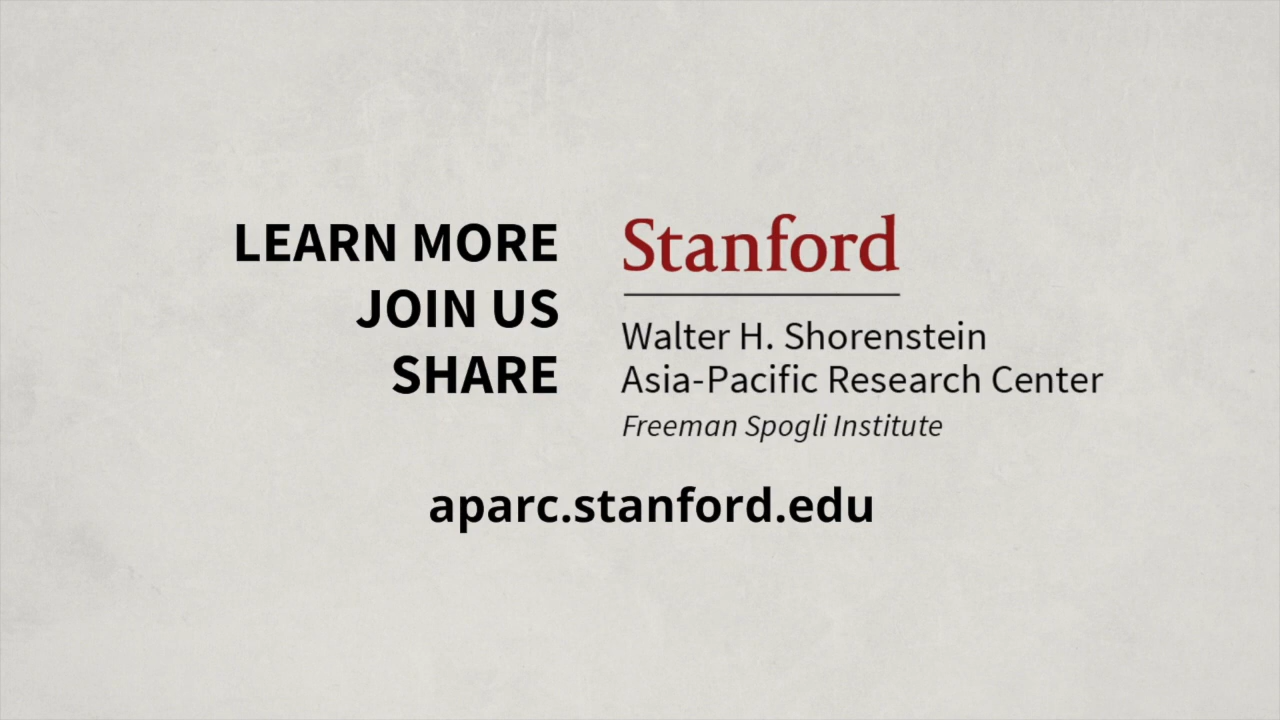 LEARN MORE
JOIN US
SHARE
Stanford
Walter H. Shorenstein
Asia-Pacific Research Center
Freeman Spogli Institute
aparc.stanford.edu